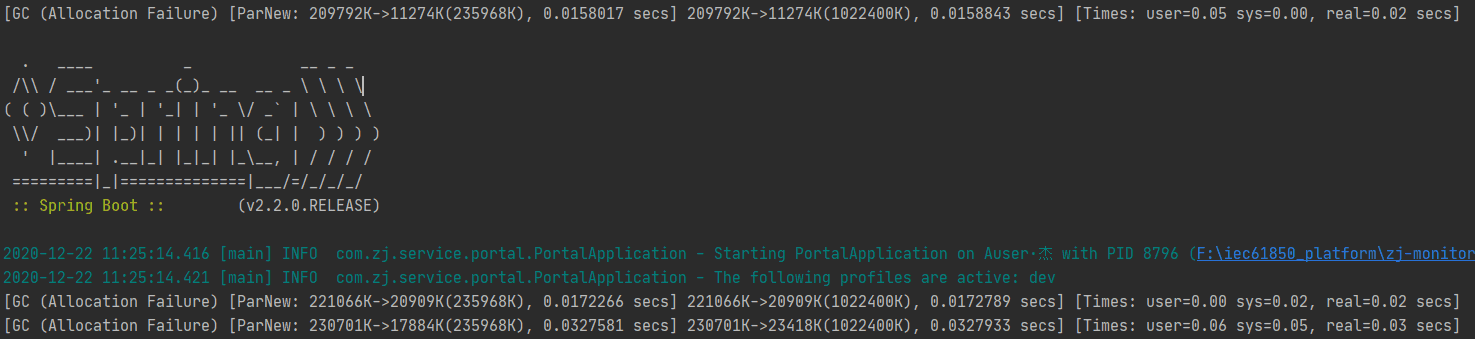 [GC (Allocation Failure) [ParNew: 209792K->11274K(235968K), 0.0158017 secs] 209792K->11274K(1022400K), 0.0158843 secs] [Times: user=0.05 sys=0.00, real=0.02 secs]
  .   ____          _            __ _ _
 /\\ / ___'_ __ _ _(_)_ __  __ _ \ \ \ \
( ( )\___ | '_ | '_| | '_ \/ _` | \ \ \ \
 \\/  ___)| |_)| | | | | || (_| |  ) ) ) )
  '  |____| .__|_| |_|_| |_\__, | / / / /
 =========|_|==============|___/=/_/_/_/
 :: Spring Boot ::        (v2.2.0.RELEASE)
2020-12-22 11:25:14.416 [main] INFO  com.zj.service.portal.PortalApplication - Starting PortalApplication on Auser·杰 with PID 8796 (F:\iec61850_platform\zj-monitor
2020-12-22 11:25:14.421 [main] INFO  com.zj.service.portal.PortalApplication - The following profiles are active: dev
[GC (Allocation Failure) [ParNew: 221066K->20909K(235968K), 0.0172266 secs] 221066K->20909K(1022400K), 0.0172789 secs] [Times: user=0.00 sys=0.02, real=0.02 secs]
[GC (Allocation Failure) [ParNew: 230701K->17884K(235968K), 0.0327581 secs] 230701K->23418K(1022400K), 0.0327933 secs] [Times: user=0.06 sys=0.05, real=0.03 secs]